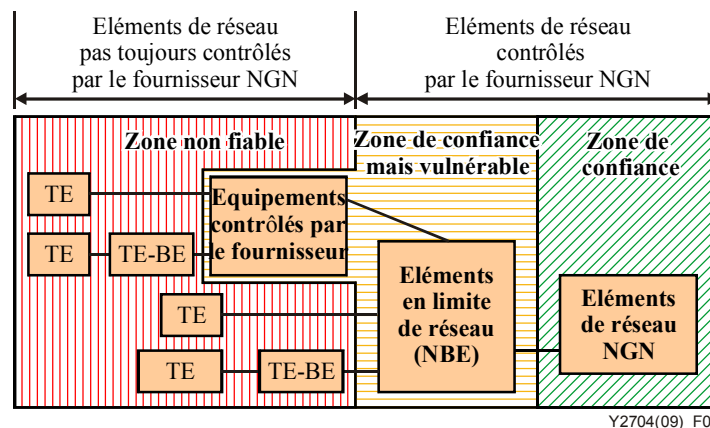 Eléments de réseau
pas toujours contrôlés
par le fournisseur NGN
Eléments de réseau
contrôlés
par le fournisseur NGN
Zone non fiable
Zone de confiance
mais vulnérable
Zone de
confiance
TE
Equipements
contrôlés par
le fournisseur
TE
TE-BE
TE
TE
TE-BE
Eléments
en limite
de réseau
(NBE)
Eléments
de réseau
NGN
Y2704(09)_F0